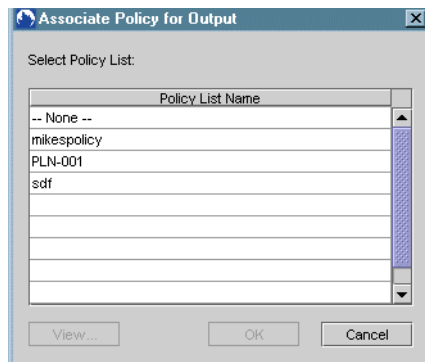 Associate Policy for Output
Select Policy List:
Policy List Name
-- None --
mikespolicy
PLN-001
sdf
View... OK Cancel